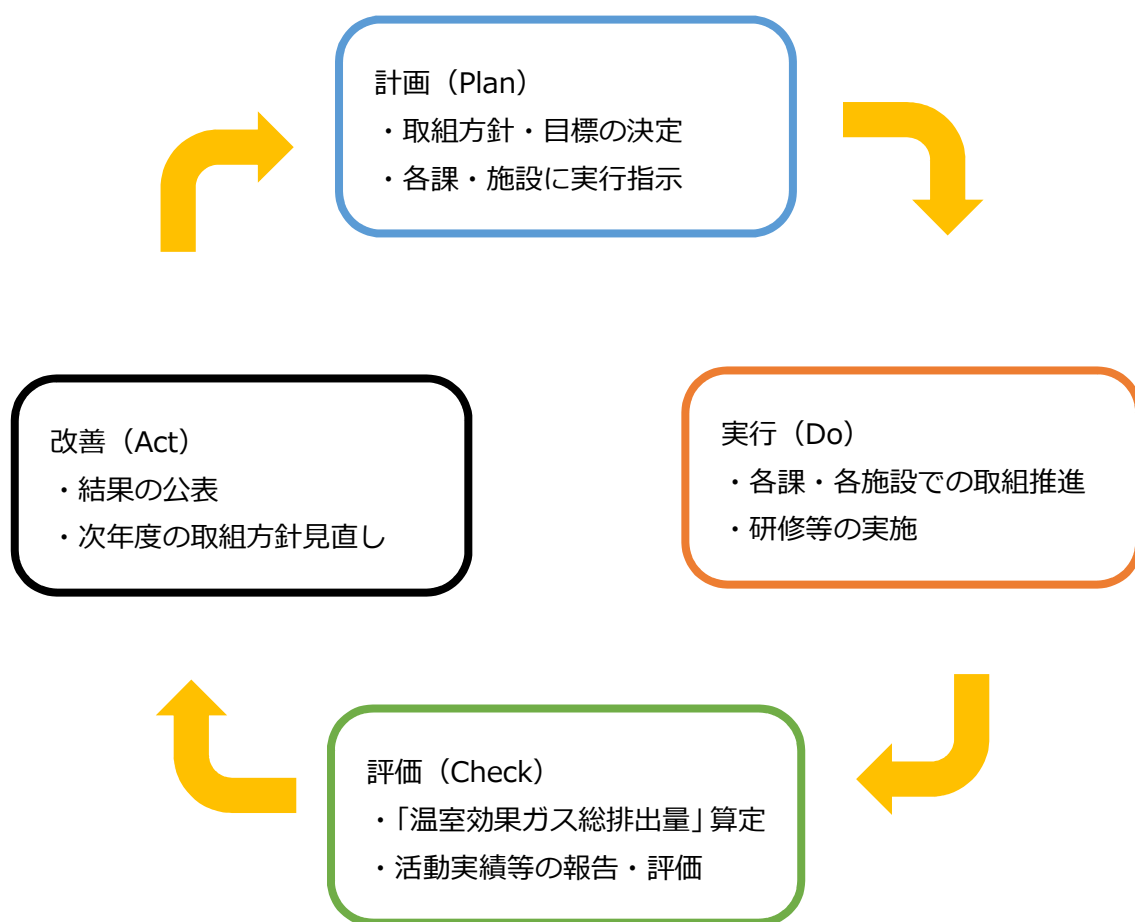 計画（Plan）
・取組方針・目標の決定
・各課・施設に実行指示
実行（Do）
・各課・各施設での取組推進
・研修等の実施
評価（Check）
・「温室効果ガス総排出量」算定
・活動実績等の報告・評価
改善（Act）
・結果の公表
・次年度の取組方針見直し